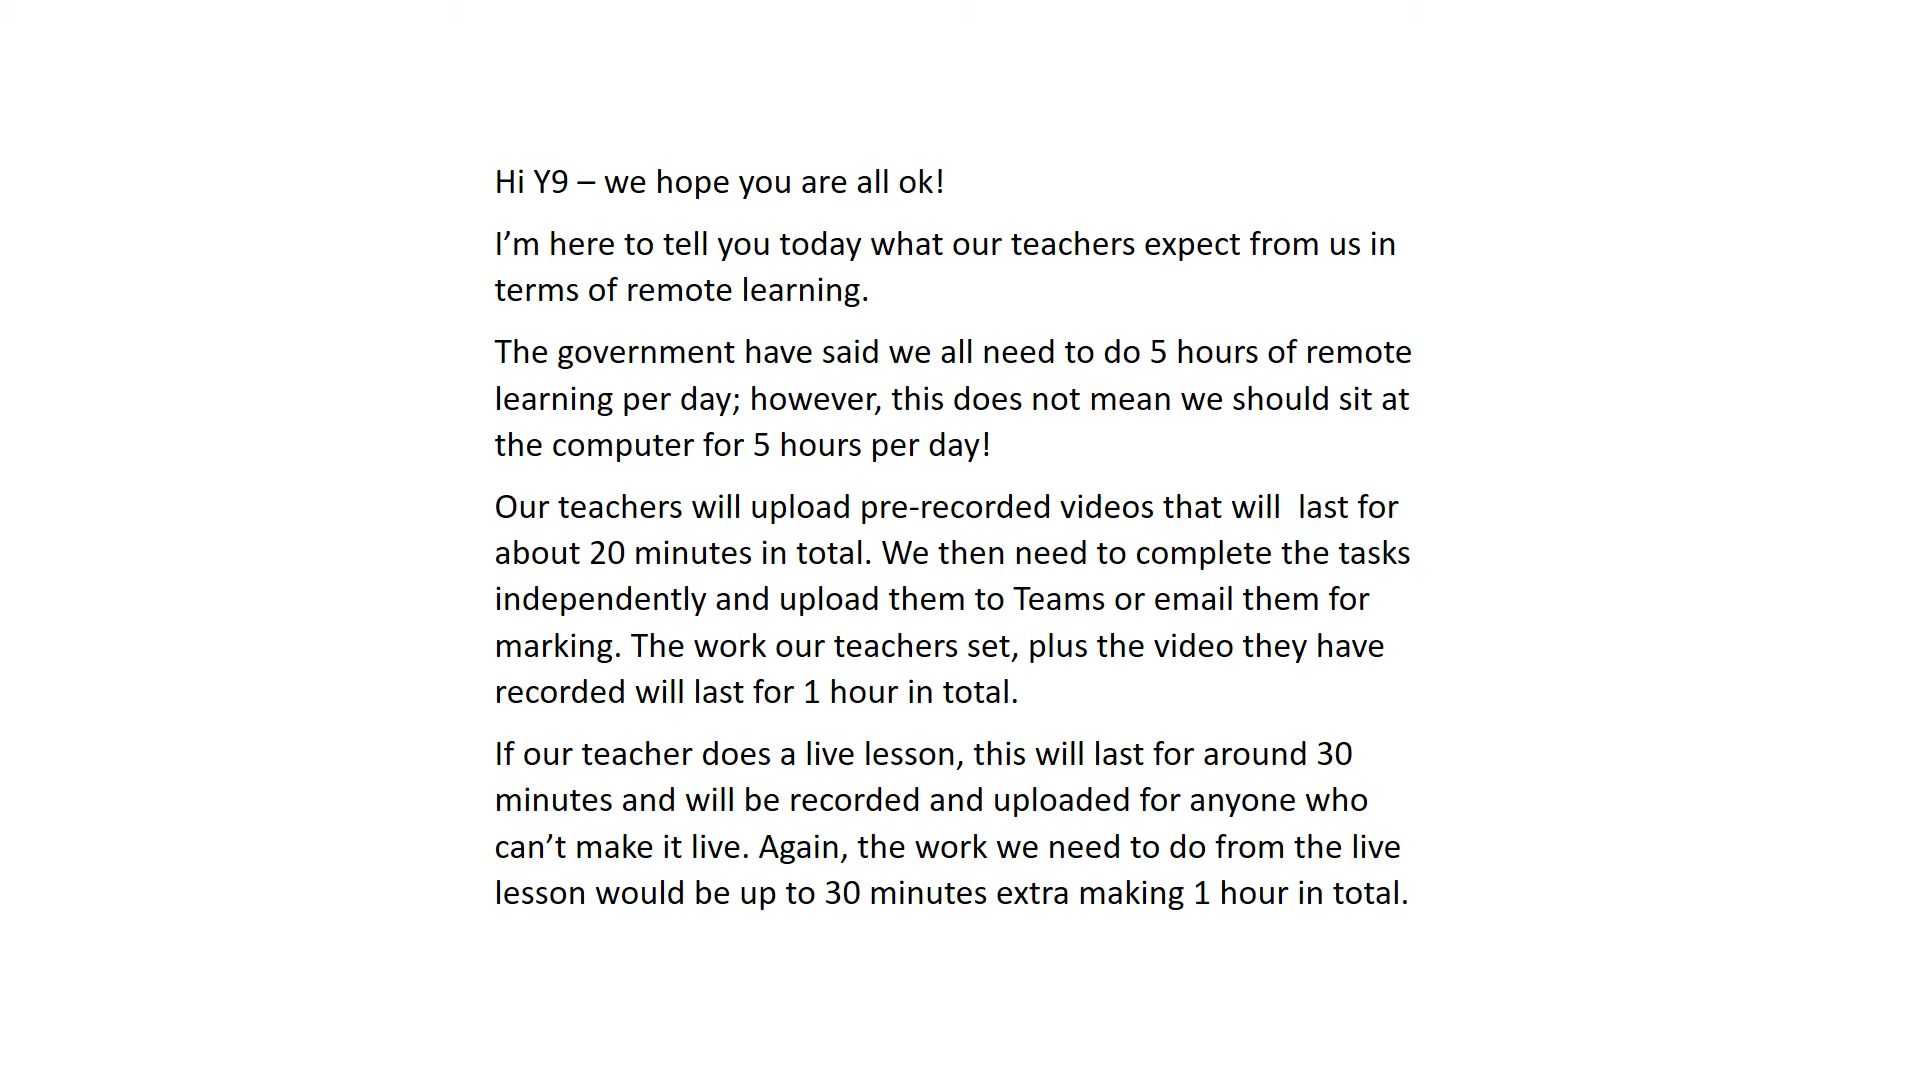 Hi Y9 – we hope you are all ok!
I’m here to tell you today what our teachers expect from us in
terms of remote learning.
The government have said we all need to do 5 hours of remote
learning per day; however, this does not mean we should sit at
the computer for 5 hours per day!
Our teachers will upload pre-recorded videos that will  last for
about 20 minutes in total. We then need to complete the tasks
independently and upload them to Teams or email them for
marking. The work our teachers set, plus the video they have
recorded will last for 1 hour in total.
If our teacher does a live lesson, this will last for around 30
minutes and will be recorded and uploaded for anyone who
can’t make it live. Again, the work we need to do from the live
lesson would be up to 30 minutes extra making 1 hour in total.